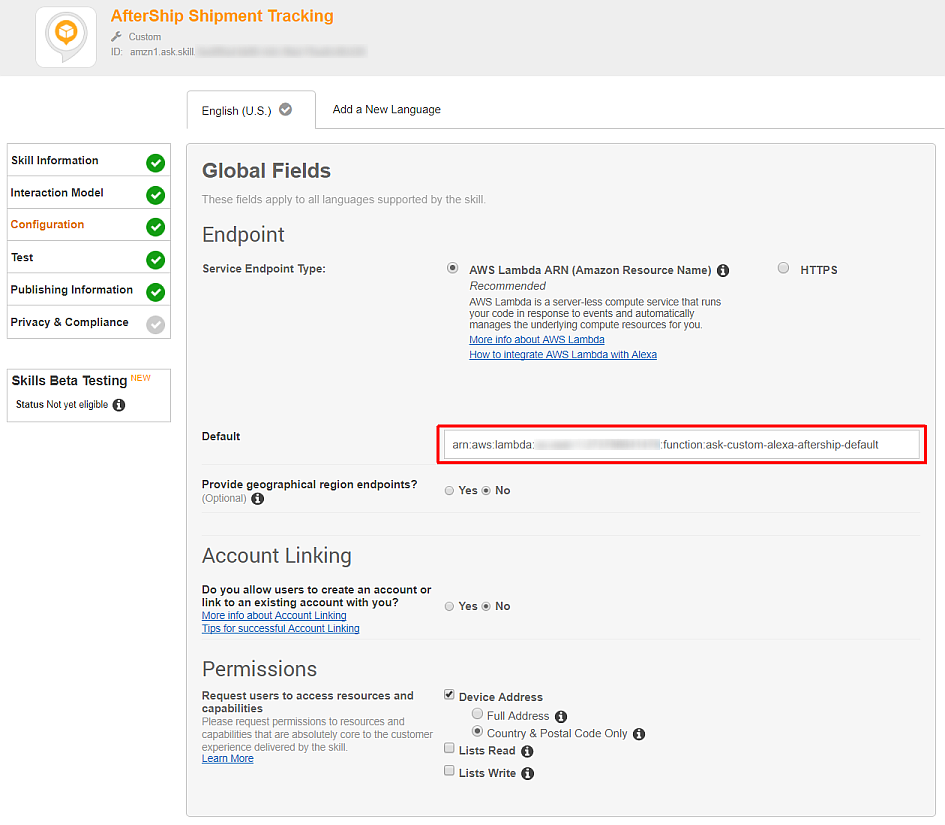 AfterShip Shipment Tracking
Custom
ID: amzn1.ask.skill.
English (U.S.)
Add a New Language
Skill Information
Interaction Model
Configuration
Test
Publishing Information
Privacy & Compliance
Skills Beta Testing NEW
Status Not yet eligible
Global Fields
These fields apply to all languages supported by the skill.
Endpoint
Service Endpoint Type:
AWS Lambda ARN (Amazon Resource Name)
HTTPS
Recommended
AWS Lambda is a server-less compute service that runs
your code in response to events and automatically
manages the underlying compute resources for you.
More info about AWS Lambda
How to integrate AWS Lambda with Alexa
Default
arn:aws:lambda: :function:ask-custom-alexa-aftership-default
Provide geographical region endpoints?
(Optional)
Yes No
Account Linking
Do you allow users to create an account or
link to an existing account with you?
Yes No
More info about Account Linking
Tips for successful Account Linking
Permissions
Request users to access resources and
capabilities
Please request permissions to resources and
capabilities that are absolutely core to the customer
experience delivered by the skill.
Learn More
Device Address
Full Address
Country & Postal Code Only
Lists Read
Lists Write